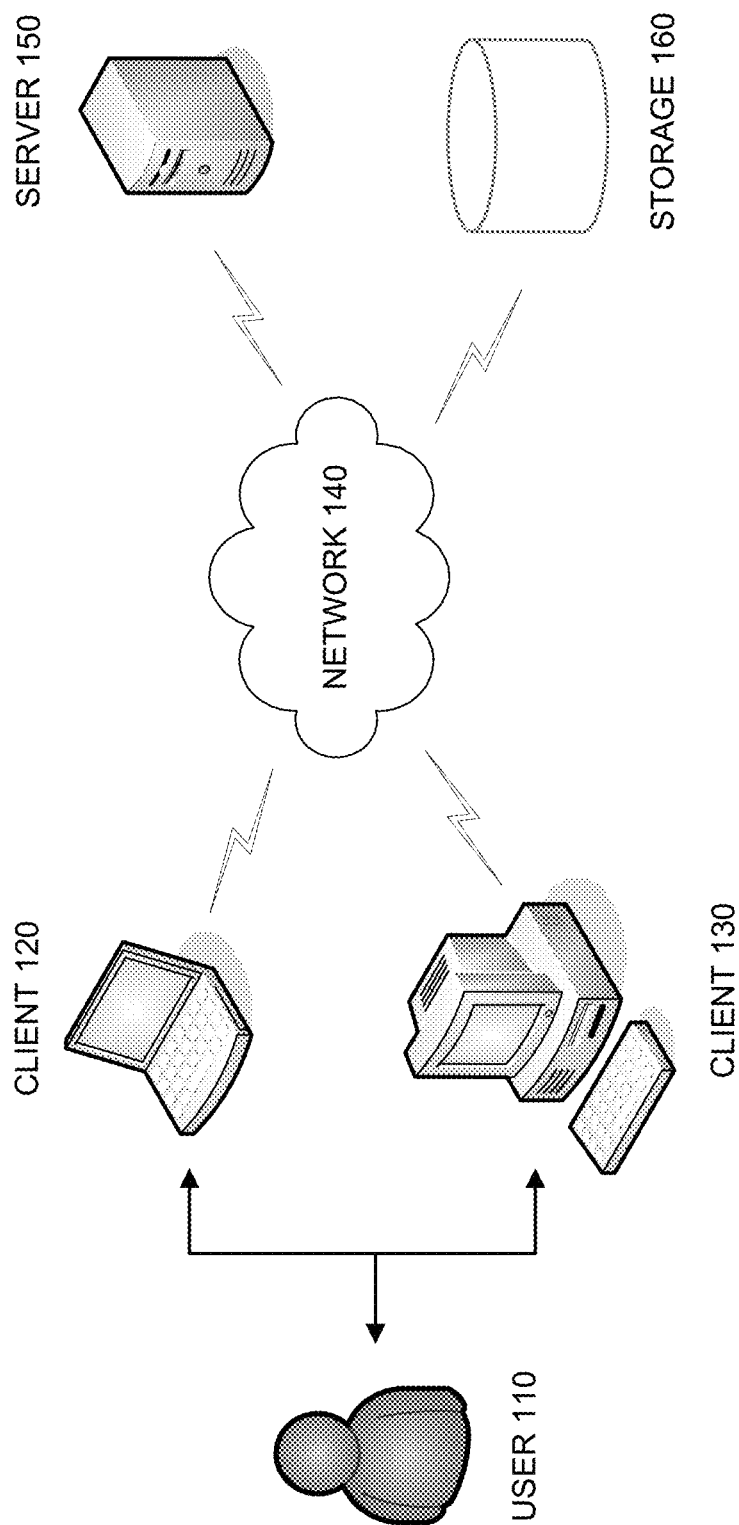 USER 110
CLIENT 120
CLIENT 130
NETWORK 140
SERVER 150
STORAGE 160